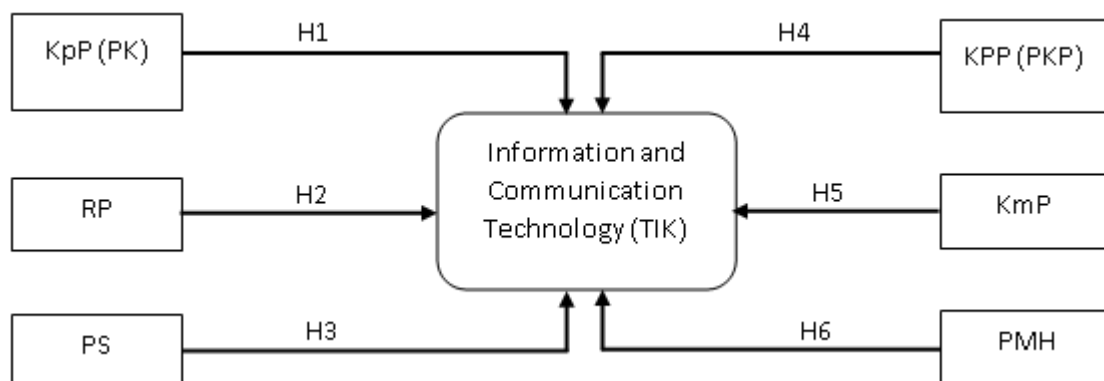 KpP (PK)
H1
H4
KPP (PKP)
Information and
Communication
Technology (TIK)
RP
H2
H5
KmP
PS
H3
H6
PMH